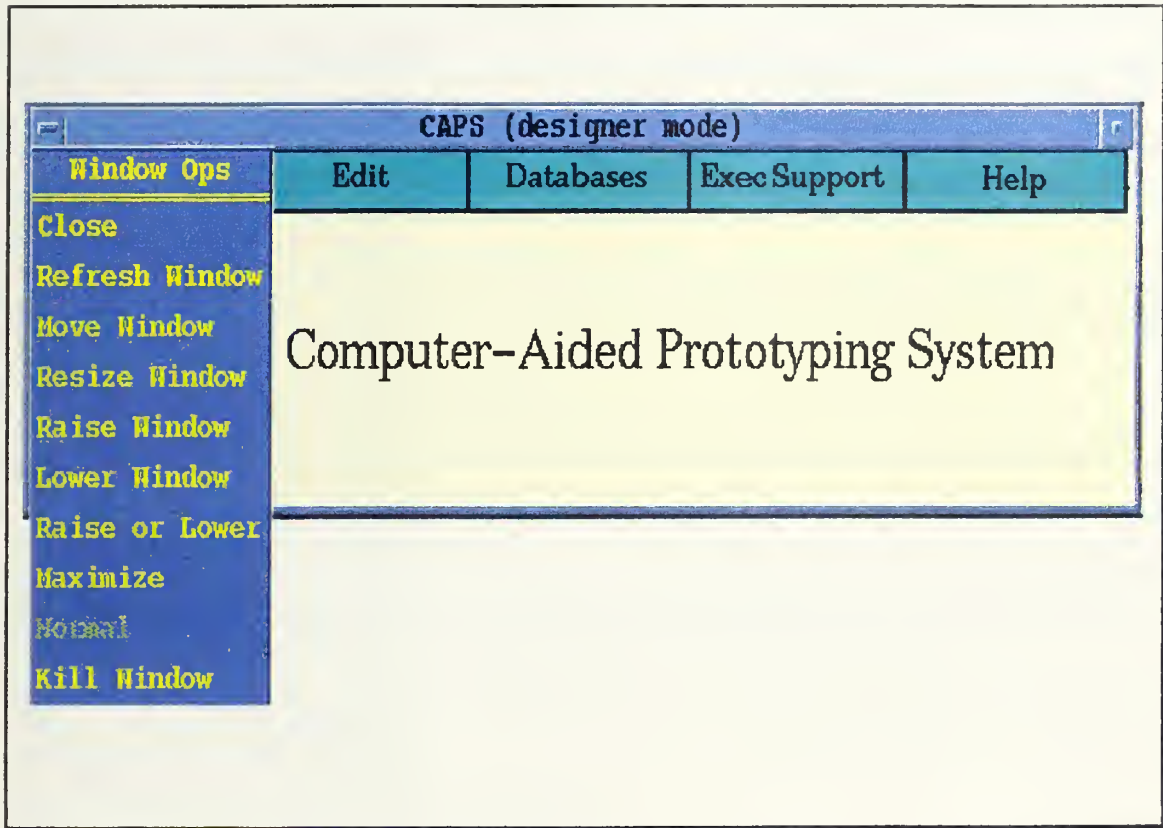 CAPS (designer mode)
Window Ops Edit Databases Exec Support Help
Close
Refresh Window
Move Window
Computer-Aided Prototyping System
Resize Window
Raise Window
Lower Window
Raise or Lower
Maximize
Normal
Kill Window